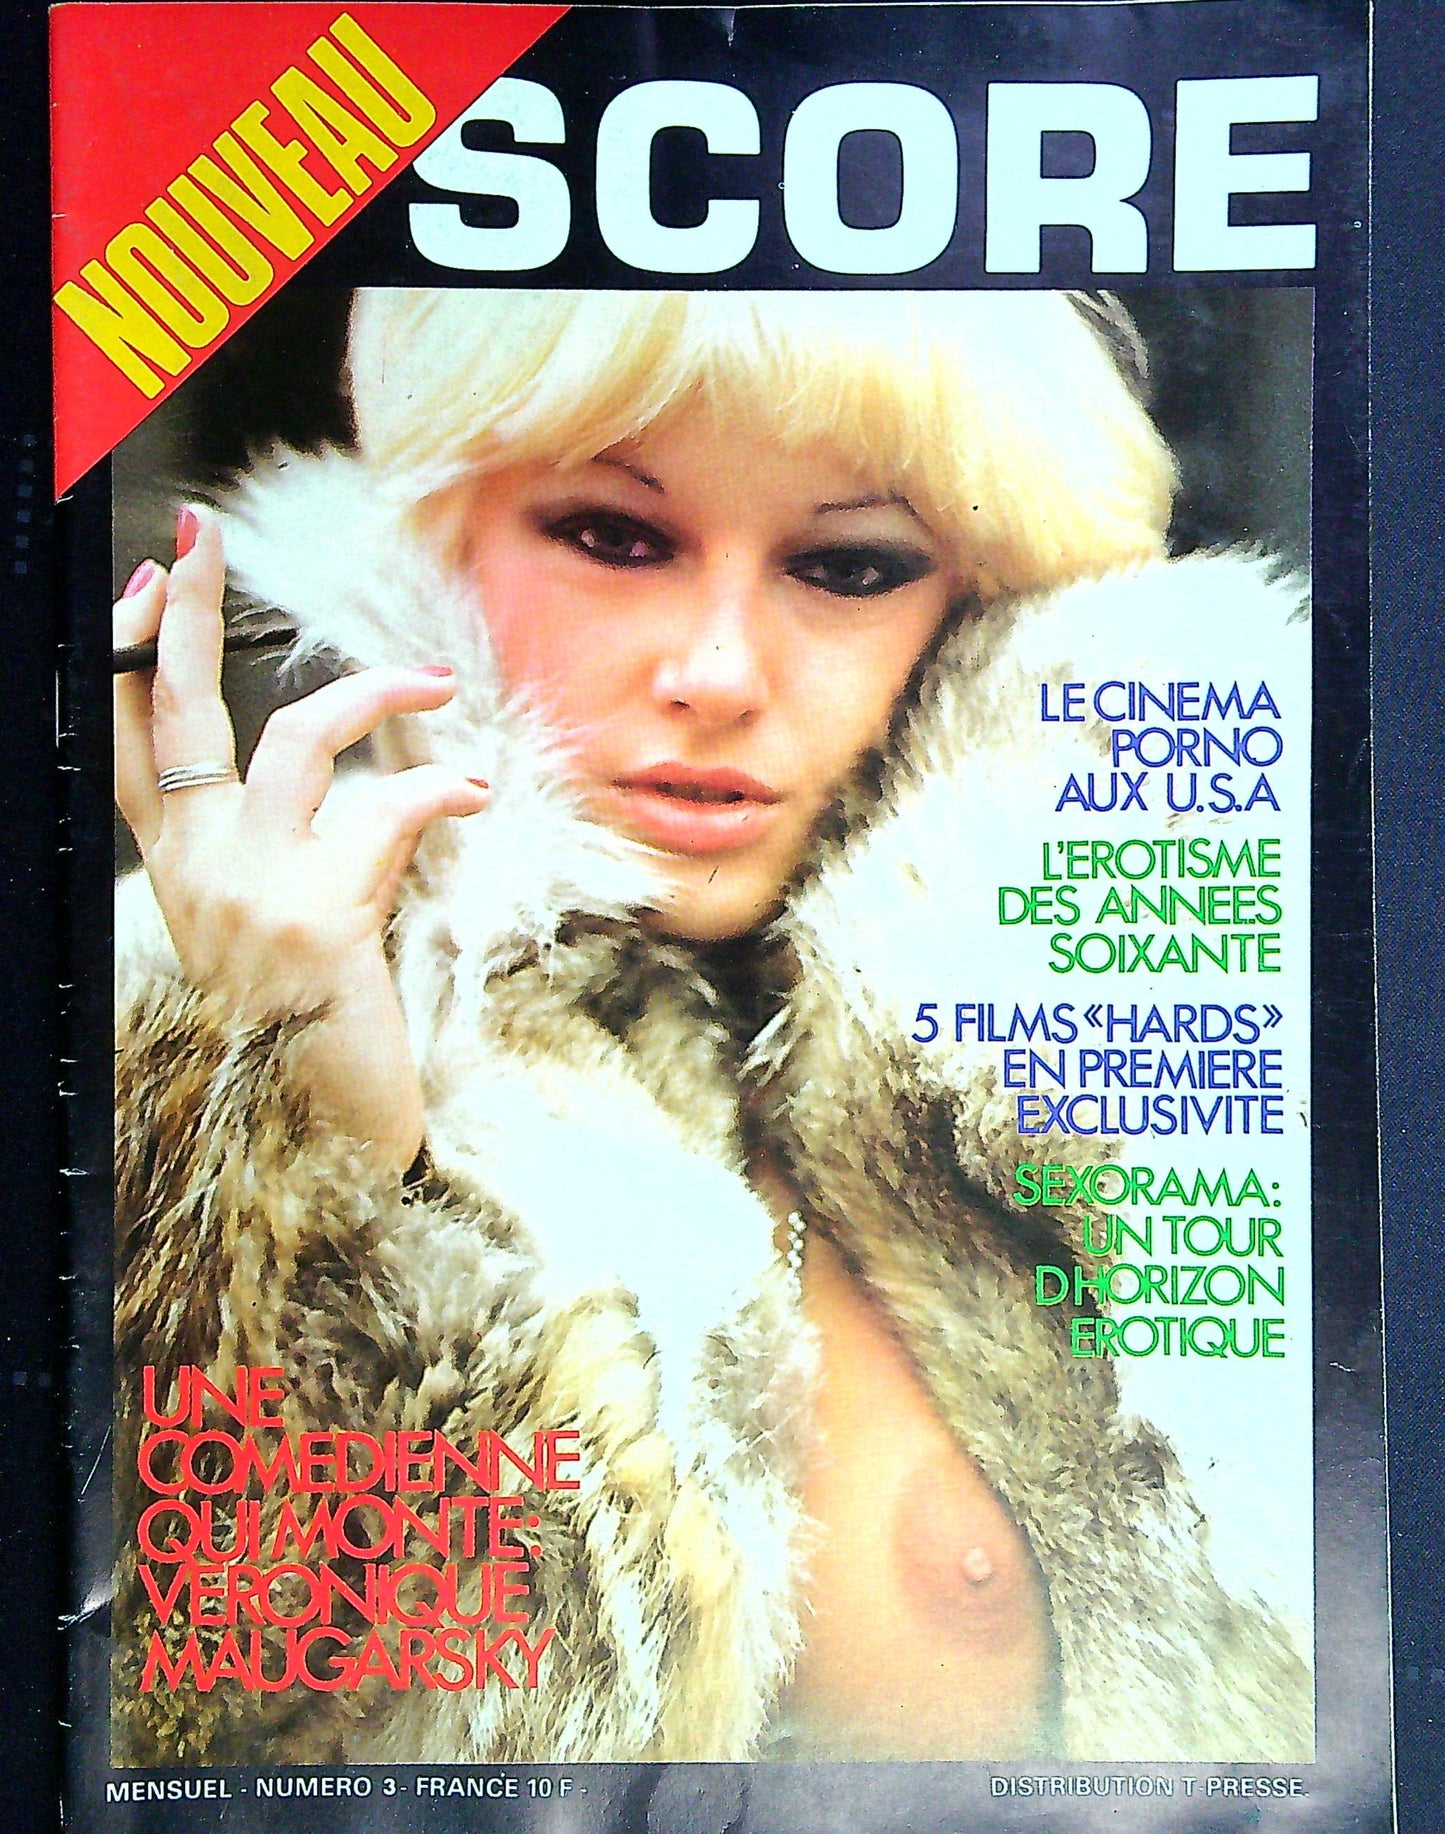 NOUVEAU
SCORE
LE CINEMA
PORNO
AUX U.S.A
L'EROTISME
DES ANNEES
SOIXANTE
5 FILMS «HARDS»
EN PREMIERE
EXCLUSIVITE
SEXORAMA:
UN TOUR
D HORIZON
EROTIQUE
UNE
COMEDIENNE
QUI MONTE:
VERONIQUE
MAUGARSKY
MENSUEL - NUMERO 3 - FRANCE 10 F -
DISTRIBUTION T-PRESSE.